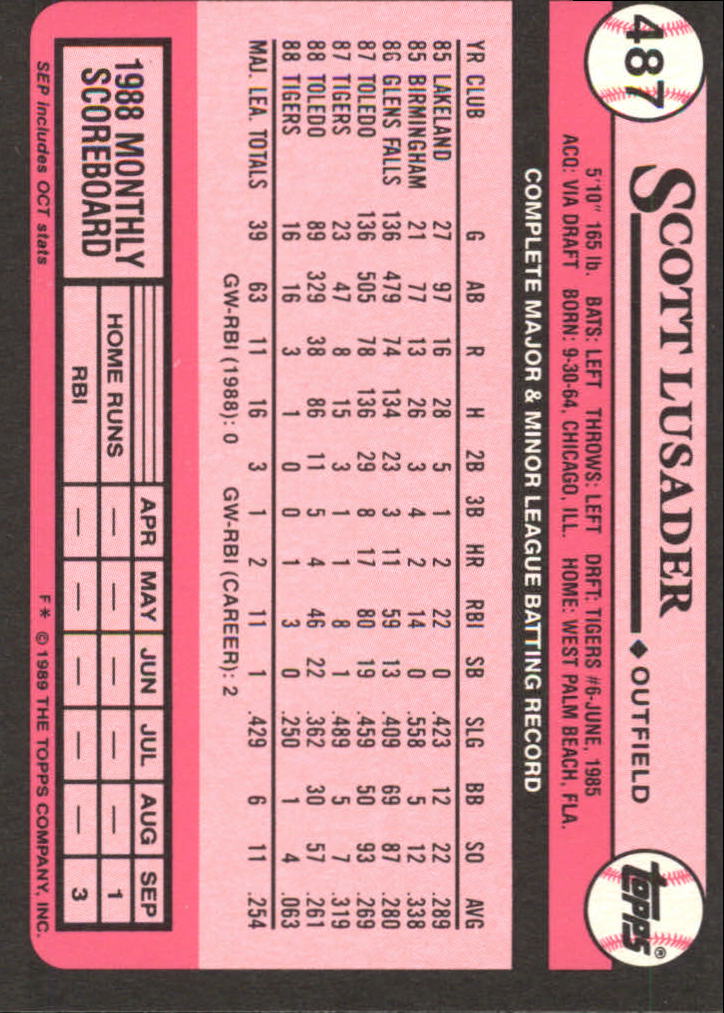 487
SCOTT LUSADER ◆ OUTFIELD
Topps®
5'10" 165 lb. BATS: LEFT THROWS: LEFT DRFT: TIGERS #6-JUNE, 1985
ACQ: VIA DRAFT BORN: 9-30-64, CHICAGO, ILL. HOME: WEST PALM BEACH, FLA.
COMPLETE MAJOR & MINOR LEAGUE BATTING RECORD
YR CLUB G AB R H 2B 3B HR RBI SB SLG BB SO AVG
85 LAKELAND 27 97 16 28 5 1 2 22 0 .423 12 22 .289
85 BIRMINGHAM 21 77 13 26 3 4 2 14 0 .558 5 12 .338
86 GLENS FALLS 136 479 74 134 23 3 11 59 13 .409 69 87 .280
87 TOLEDO 136 505 78 136 29 8 17 80 19 .459 50 93 .269
87 TIGERS 23 47 8 15 3 1 1 8 1 .489 5 7 .319
88 TOLEDO 89 329 38 86 11 5 4 46 22 .362 30 57 .261
88 TIGERS 16 16 3 1 0 0 1 3 0 .250 1 4 .063
MAJ. LEA. TOTALS 39 63 11 16 3 1 2 11 1 .429 6 11 .254
GW-RBI (1988): 0 GW-RBI (CAREER): 2
1988 MONTHLY
SCOREBOARD
APR MAY JUN JUL AUG SEP
HOME RUNS — — — — — 1
RBI — — — — — 3
SEP includes OCT stats F* © 1989 THE TOPPS COMPANY, INC.